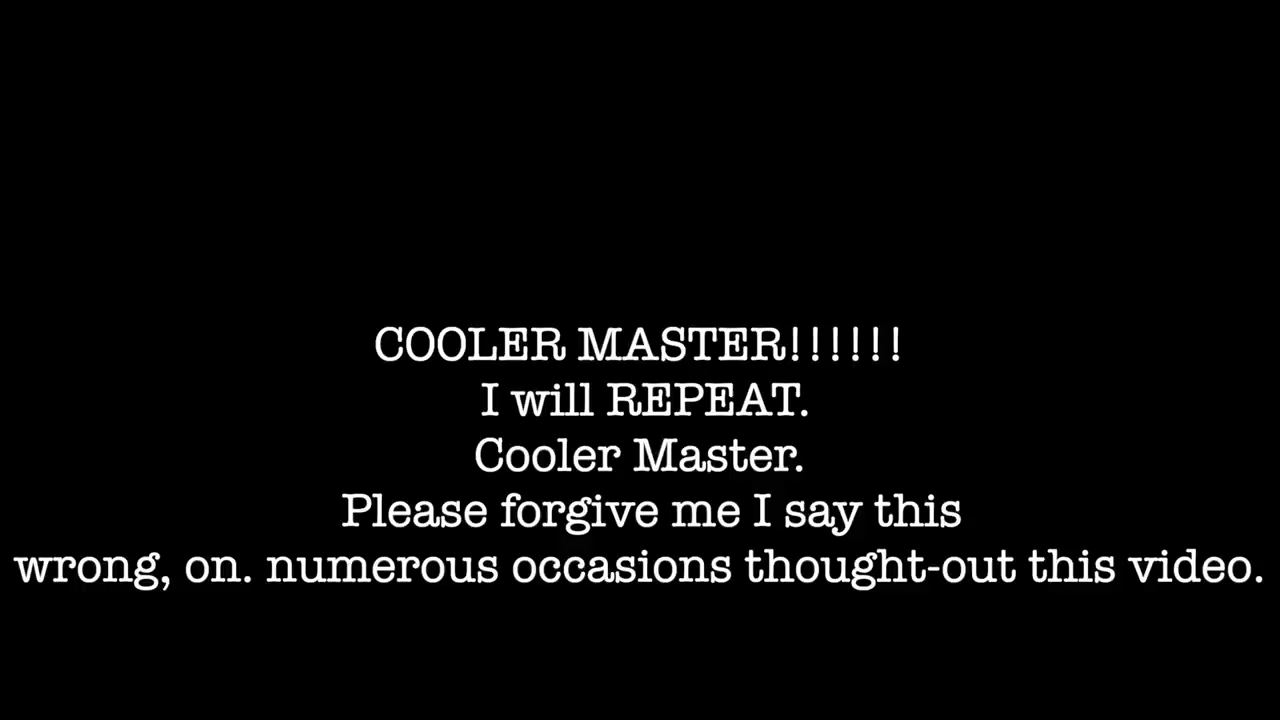 COOLER MASTER!!!!!!
I will REPEAT.
Cooler Master.
Please forgive me I say this
wrong, on. numerous occasions thought-out this video.